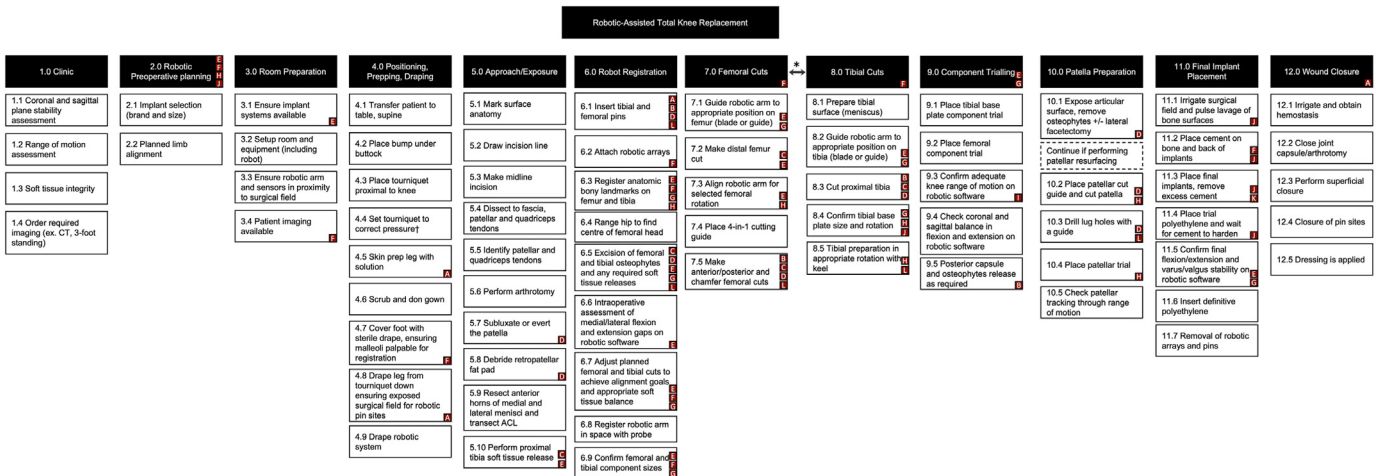 Robotic-Assisted Total Knee Replacement
1.0 Clinic
1.1 Coronal and sagittal
plane stability
assessment
1.2 Range of motion
assessment
1.3 Soft tissue integrity
1.4 Order required
imaging (ex. CT, 3-foot
standing)
2.0 Robotic
Preoperative planning
E
F
H
J
2.1 Implant selection
(brand and size)
2.2 Planned limb
alignment
3.0 Room Preparation
3.1 Ensure implant
systems available
E
3.2 Setup room and
equipment (including
robot)
3.3 Ensure robotic arm
and sensors in proximity
to surgical field
3.4 Patient imaging
available
F
4.0 Positioning,
Prepping, Draping
4.1 Transfer patient to
table, supine
4.2 Place bump under
buttock
4.3 Place tourniquet
proximal to knee
4.4 Set tourniquet to
correct pressure†
4.5 Skin prep leg with
solution
A
4.6 Scrub and don gown
4.7 Cover foot with
sterile drape, ensuring
malleoli palpable for
registration
F
4.8 Drape leg from
tourniquet down
ensuring exposed
surgical field for robotic
pin sites
A
4.9 Drape robotic
system
5.0 Approach/Exposure
5.1 Mark surface
anatomy
5.2 Draw incision line
5.3 Make midline
incision
5.4 Dissect to fascia,
patellar and quadriceps
tendons
5.5 Identify patellar and
quadriceps tendons
5.6 Perform arthrotomy
5.7 Subluxate or evert
the patella
D
5.8 Debride retropatellar
fat pad
D
5.9 Resect anterior
horns of medial and
lateral menisci and
transect ACL
5.10 Perform proximal
tibia soft tissue release
C
E
6.0 Robot Registration
6.1 Insert tibial and
femoral pins
A
B
D
L
6.2 Attach robotic arrays
F
6.3 Register anatomic
bony landmarks on
femur and tibia
E
F
G
H
6.4 Range hip to find
centre of femoral head
6.5 Excision of femoral
and tibial osteophytes
and any required soft
tissue releases
C
D
E
G
L
6.6 Intraoperative
assessment of
medial/lateral flexion
and extension gaps on
robotic software
E
6.7 Adjust planned
femoral and tibial cuts to
achieve alignment goals
and appropriate soft
tissue balance
E
F
G
6.8 Register robotic arm
in space with probe
6.9 Confirm femoral and
tibial component sizes
E
F
G
7.0 Femoral Cuts
F
*
7.1 Guide robotic arm to
appropriate position on
femur (blade or guide)
E
G
7.2 Make distal femur
cut
C
E
7.3 Align robotic arm for
selected femoral
rotation
E
H
7.4 Place 4-in-1 cutting
guide
7.5 Make
anterior/posterior and
chamfer femoral cuts
B
C
D
L
8.0 Tibial Cuts
F
8.1 Prepare tibial
surface (meniscus)
8.2 Guide robotic arm to
appropriate position on
tibia (blade or guide)
E
G
8.3 Cut proximal tibia
B
C
D
8.4 Confirm tibial base
plate size and rotation
G
H
J
8.5 Tibial preparation in
appropriate rotation with
keel
H
L
9.0 Component Trialling
E
G
9.1 Place tibial base
plate component trial
9.2 Place femoral
component trial
9.3 Confirm adequate
knee range of motion on
robotic software
I
9.4 Check coronal and
sagittal balance in
flexion and extension on
robotic software
9.5 Posterior capsule
and osteophytes release
as required
B
10.0 Patella Preparation
10.1 Expose articular
surface, remove
osteophytes +/- lateral
facetectomy
D
Continue if performing
patellar resurfacing
10.2 Place patellar cut
guide and cut patella
D
H
10.3 Drill lug holes with
a guide
D
L
10.4 Place patellar trial
H
10.5 Check patellar
tracking through range
of motion
11.0 Final Implant
Placement
11.1 Irrigate surgical
field and pulse lavage of
bone surfaces
J
11.2 Place cement on
bone and back of
implants
F
J
11.3 Place final
implants, remove
excess cement
J
K
11.4 Place trial
polyethylene and wait
for cement to harden
J
11.5 Confirm final
flexion/extension and
varus/valgus stability on
robotic software
E
G
11.6 Insert definitive
polyethylene
11.7 Removal of robotic
arrays and pins
12.0 Wound Closure
A
12.1 Irrigate and obtain
hemostasis
12.2 Close joint
capsule/arthrotomy
12.3 Perform superficial
closure
12.4 Closure of pin sites
12.5 Dressing is applied